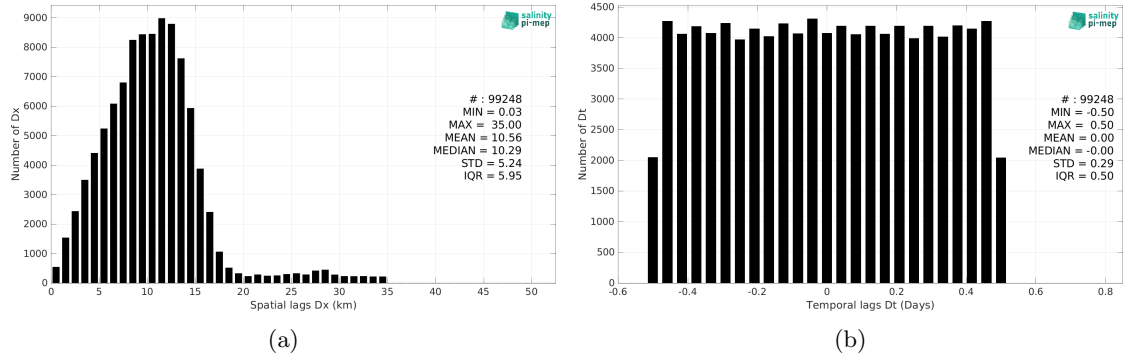 9000
8000
7000
6000
5000
4000
3000
2000
1000
0
Number of Dx
0 5 10 15 20 25 30 35 40 45 50
Spatial lags Dx (km)
salinity
pi-mep
# : 99248
MIN = 0.03
MAX = 35.00
MEAN = 10.56
MEDIAN = 10.29
STD = 5.24
IQR = 5.95
(a)
4500
4000
3500
3000
2500
2000
1500
1000
500
0
Number of Dt
-0.6 -0.4 -0.2 0 0.2 0.4 0.6 0.8
Temporal lags Dt (Days)
salinity
pi-mep
# : 99248
MIN = -0.50
MAX = 0.50
MEAN = 0.00
MEDIAN = -0.00
STD = 0.29
IQR = 0.50
(b)